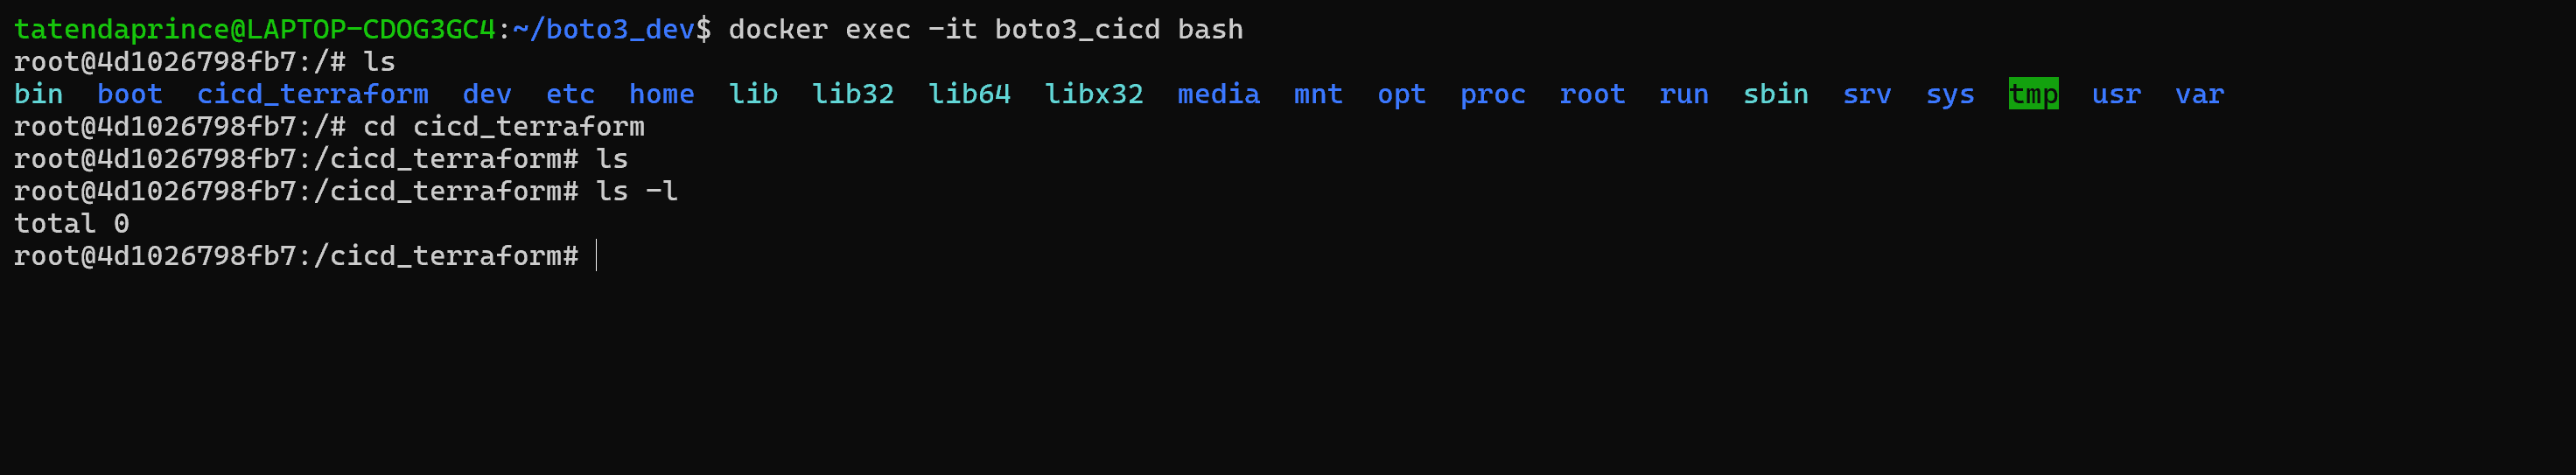 tatendaprince@LAPTOP-CDOG3GC4:~/boto3_dev$ docker exec -it boto3_cicd bash
root@4d1026798fb7:/# ls
bin  boot  cicd_terraform  dev  etc  home  lib  lib32  lib64  libx32  media  mnt  opt  proc  root  run  sbin  srv  sys  tmp  usr  var
root@4d1026798fb7:/# cd cicd_terraform
root@4d1026798fb7:/cicd_terraform# ls
root@4d1026798fb7:/cicd_terraform# ls -l
total 0
root@4d1026798fb7:/cicd_terraform#